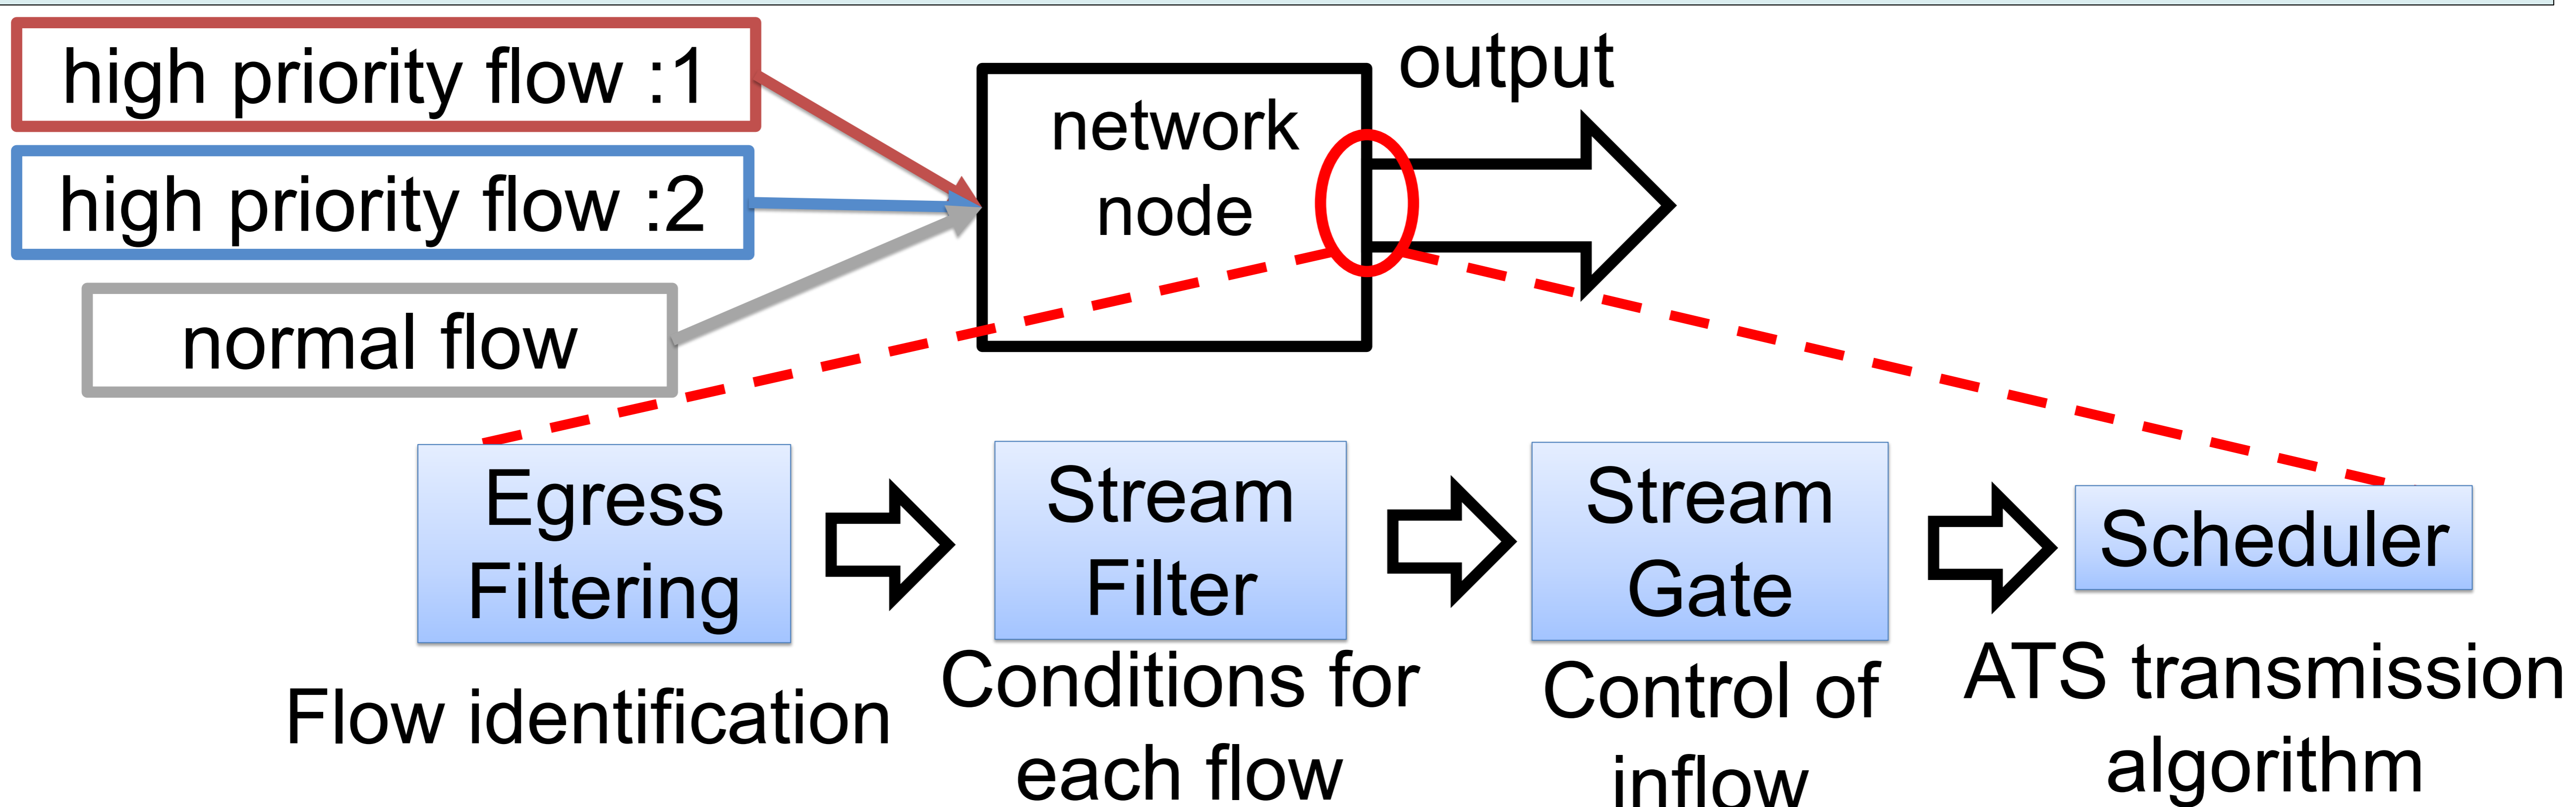 high priority flow :1
high priority flow :2
normal flow
network
node
output
Egress
Filtering
Stream
Filter
Stream
Gate
Scheduler
Flow identification
Conditions for
each flow
Control of
inflow
ATS transmission
algorithm